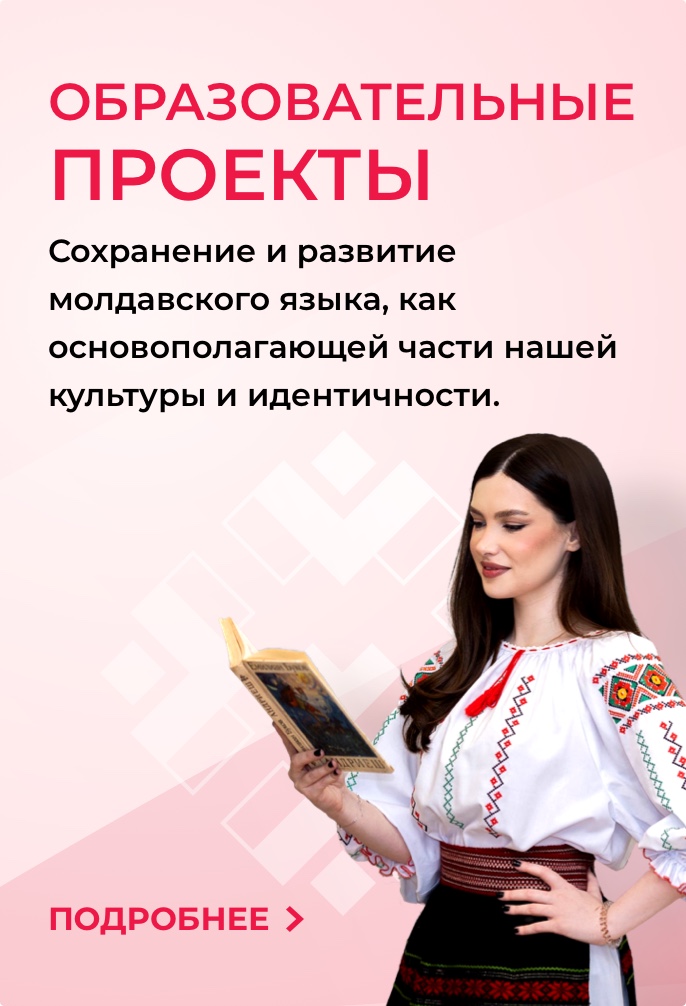 ОБРАЗОВАТЕЛЬНЫЕ
ПРОЕКТЫ
Сохранение и развитие
молдавского языка, как
основополагающей части нашей
культуры и идентичности.
ПОДРОБНЕЕ